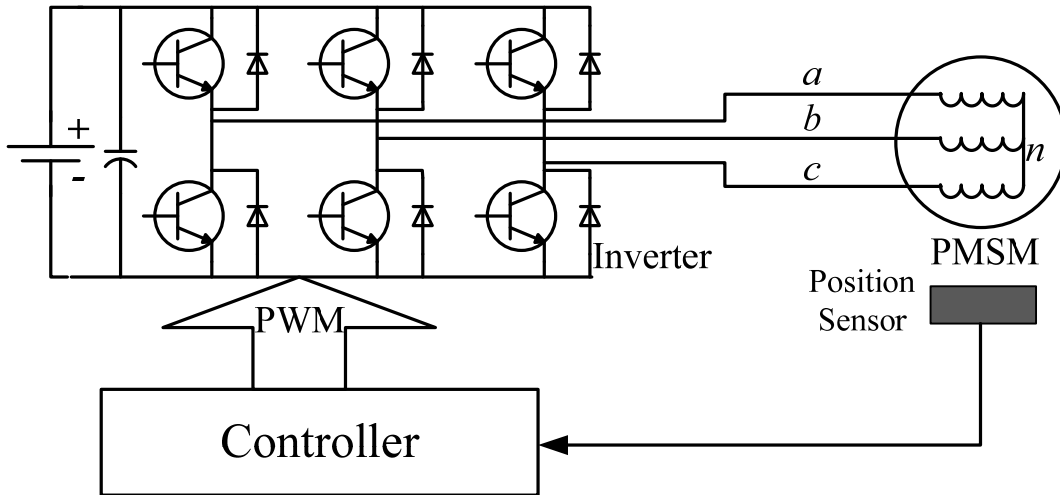 a
b
+
n
-
c
Inverter
PMSM
Position
Sensor
PWM
Controller